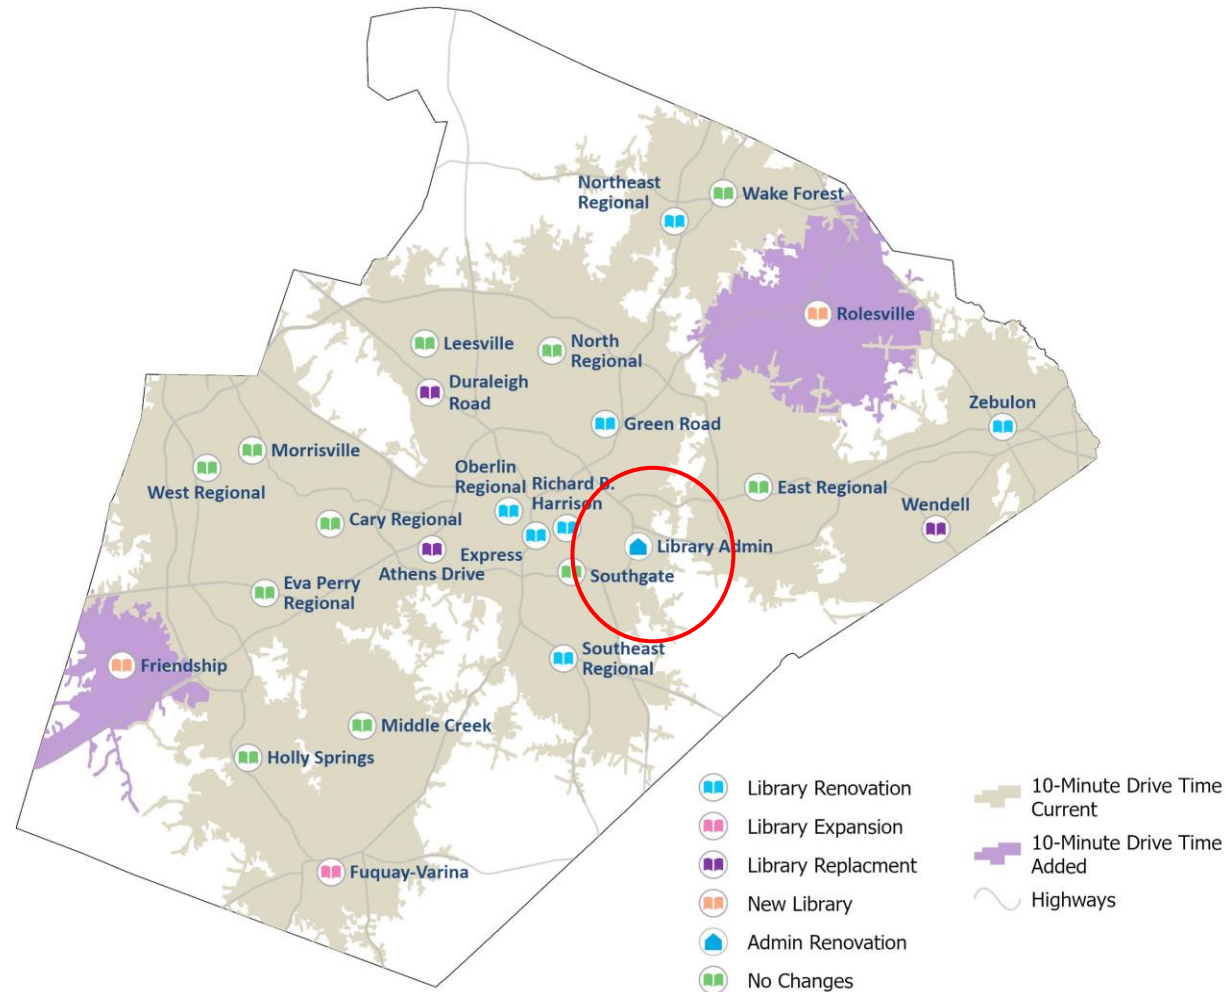 Northeast
Regional
Wake Forest
Rolesville
Leesville
North
Regional
Duraleigh
Road
Zebulon
Green Road
Morrisville
West Regional
Oberlin
Regional
Richard B.
Harrison
East Regional
Wendell
Cary Regional
Express
Library Admin
Athens Drive
Southgate
Eva Perry
Regional
Southeast
Regional
Friendship
Middle Creek
Holly Springs
Fuquay-Varina
Library Renovation
Library Expansion
Library Replacment
New Library
Admin Renovation
No Changes
10-Minute Drive Time
Current
10-Minute Drive Time
Added
Highways